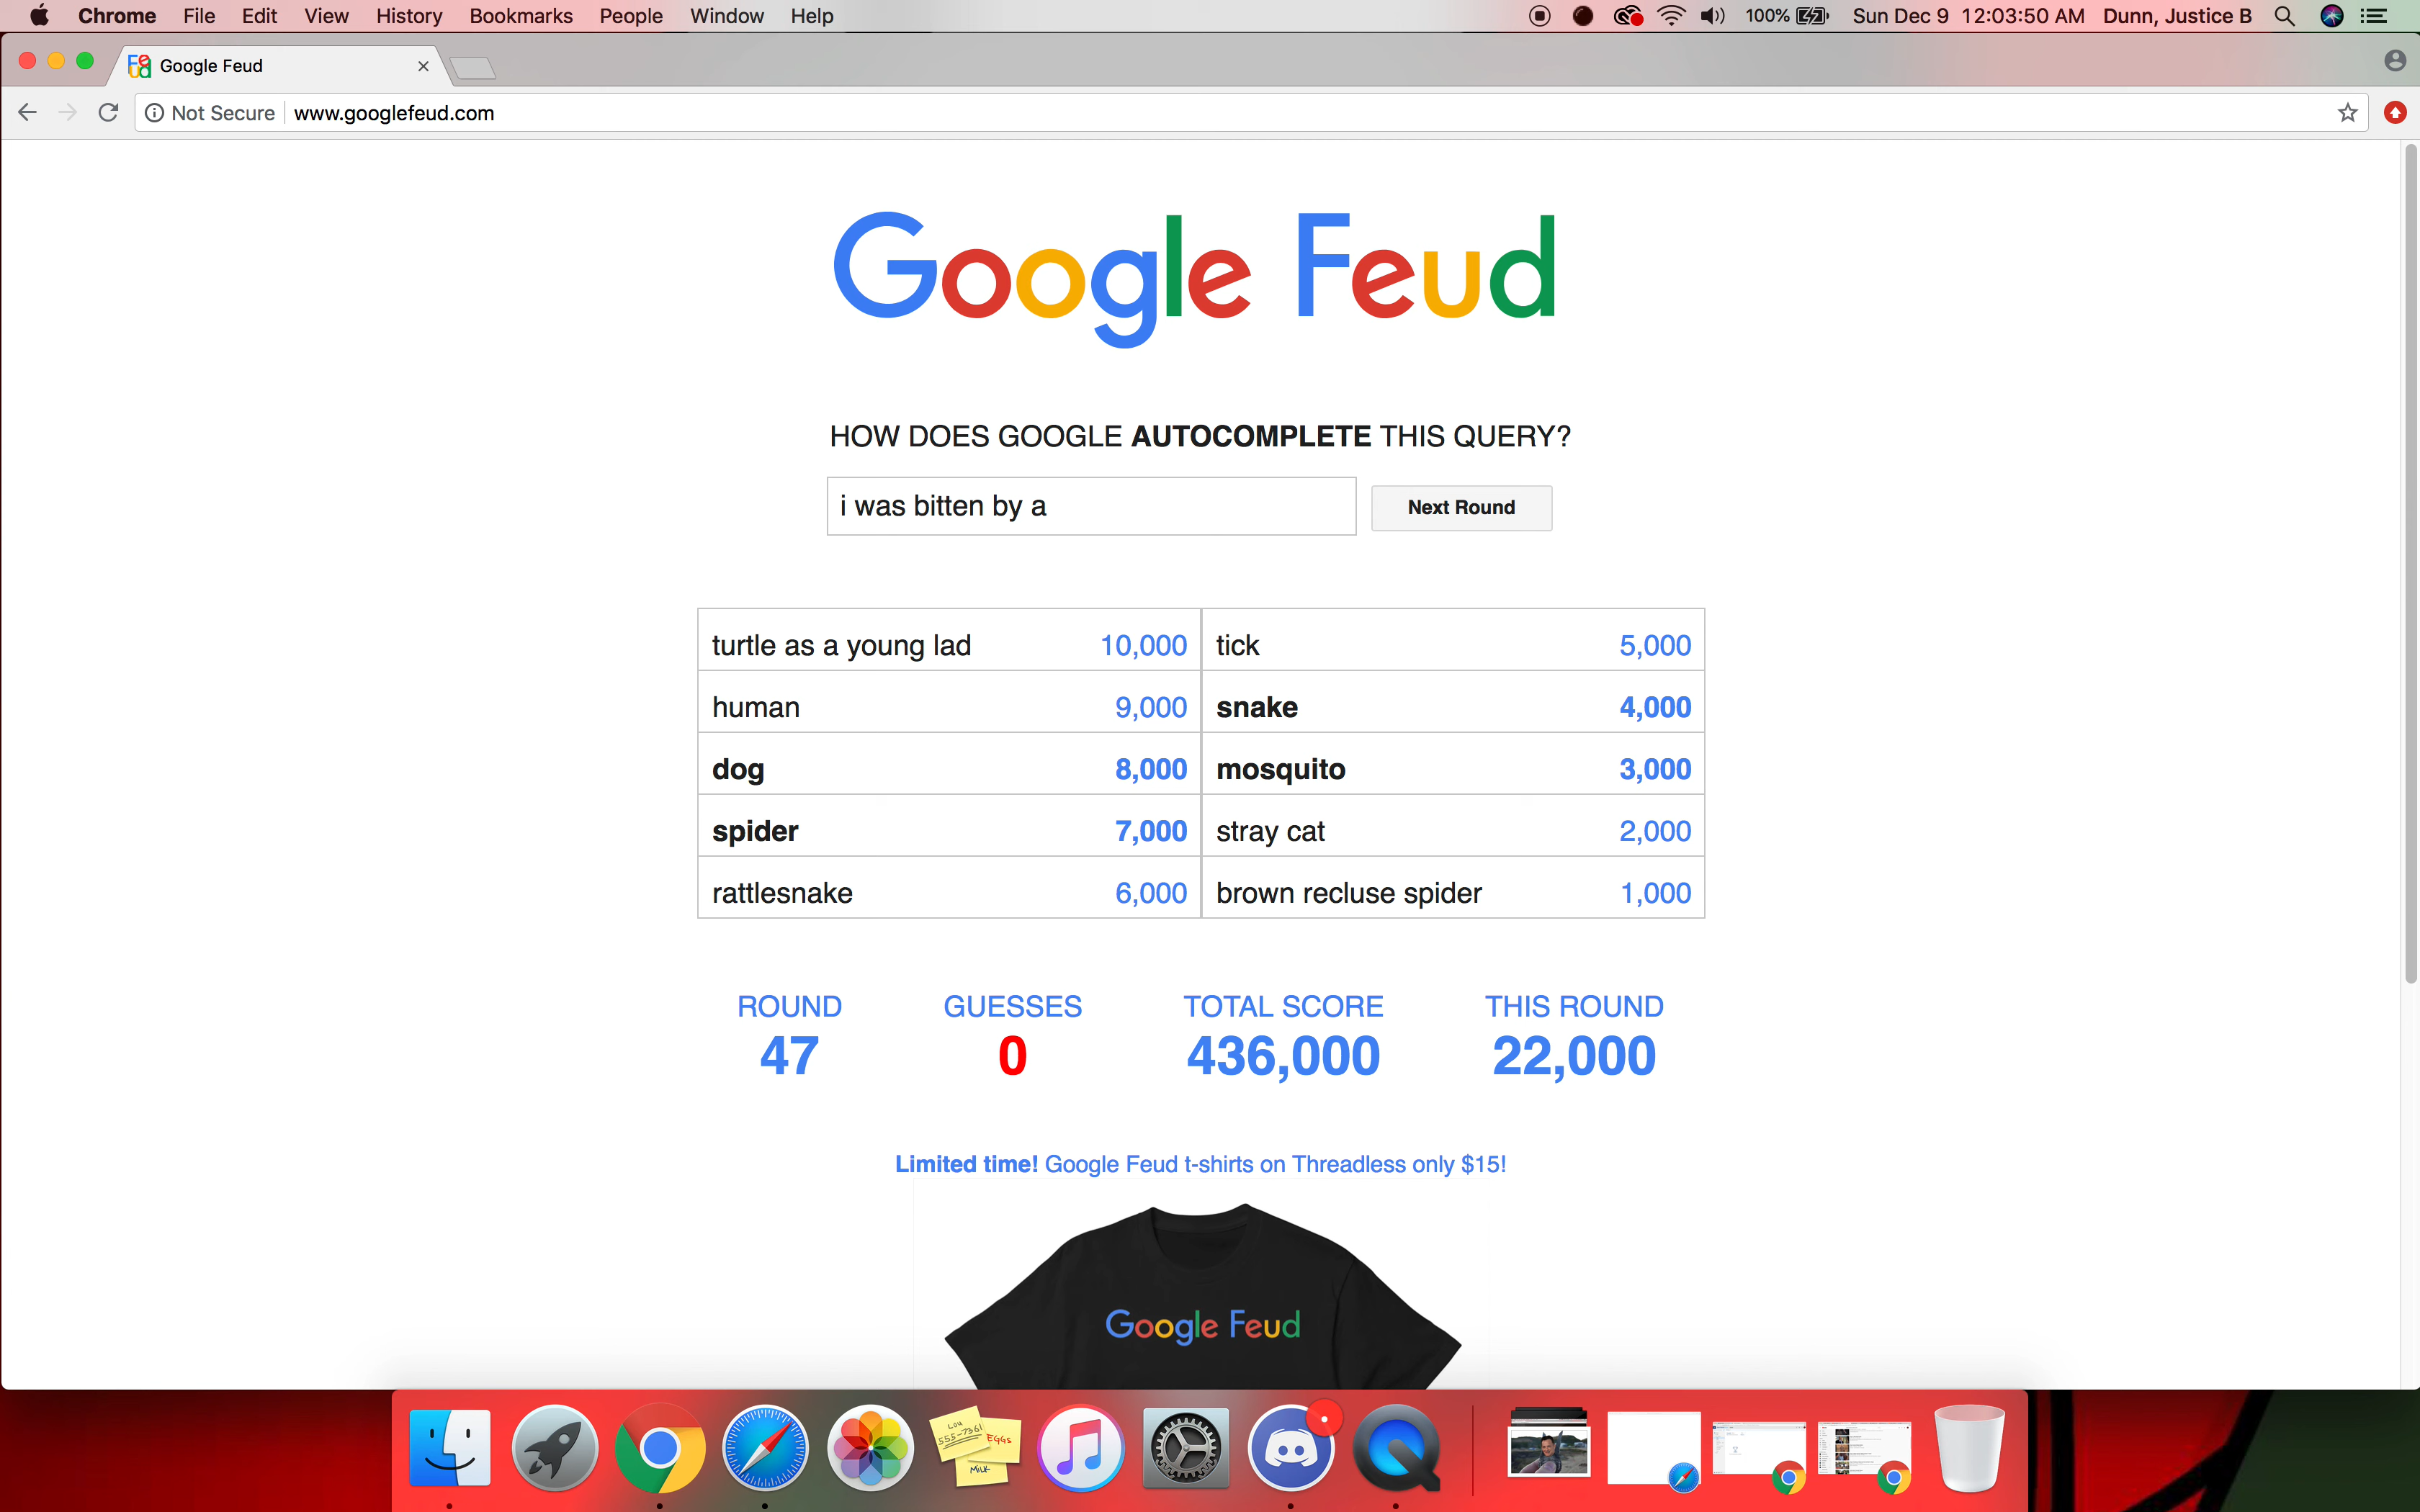 Chrome File Edit View History Bookmarks People Window Help 100% Sun Dec 9 12:03:50 AM Dunn, Justice B
Google Feud
Not Secure www.googlefeud.com
Google Feud
HOW DOES GOOGLE AUTOCOMPLETE THIS QUERY?
i was bitten by a Next Round
turtle as a young lad 10,000 tick 5,000
human 9,000 snake 4,000
dog 8,000 mosquito 3,000
spider 7,000 stray cat 2,000
rattlesnake 6,000 brown recluse spider 1,000
ROUND GUESSES TOTAL SCORE THIS ROUND
47 0 436,000 22,000
Limited time! Google Feud t-shirts on Threadless only $15!
Google Feud
Lou
555-7361
EGGS
MILK